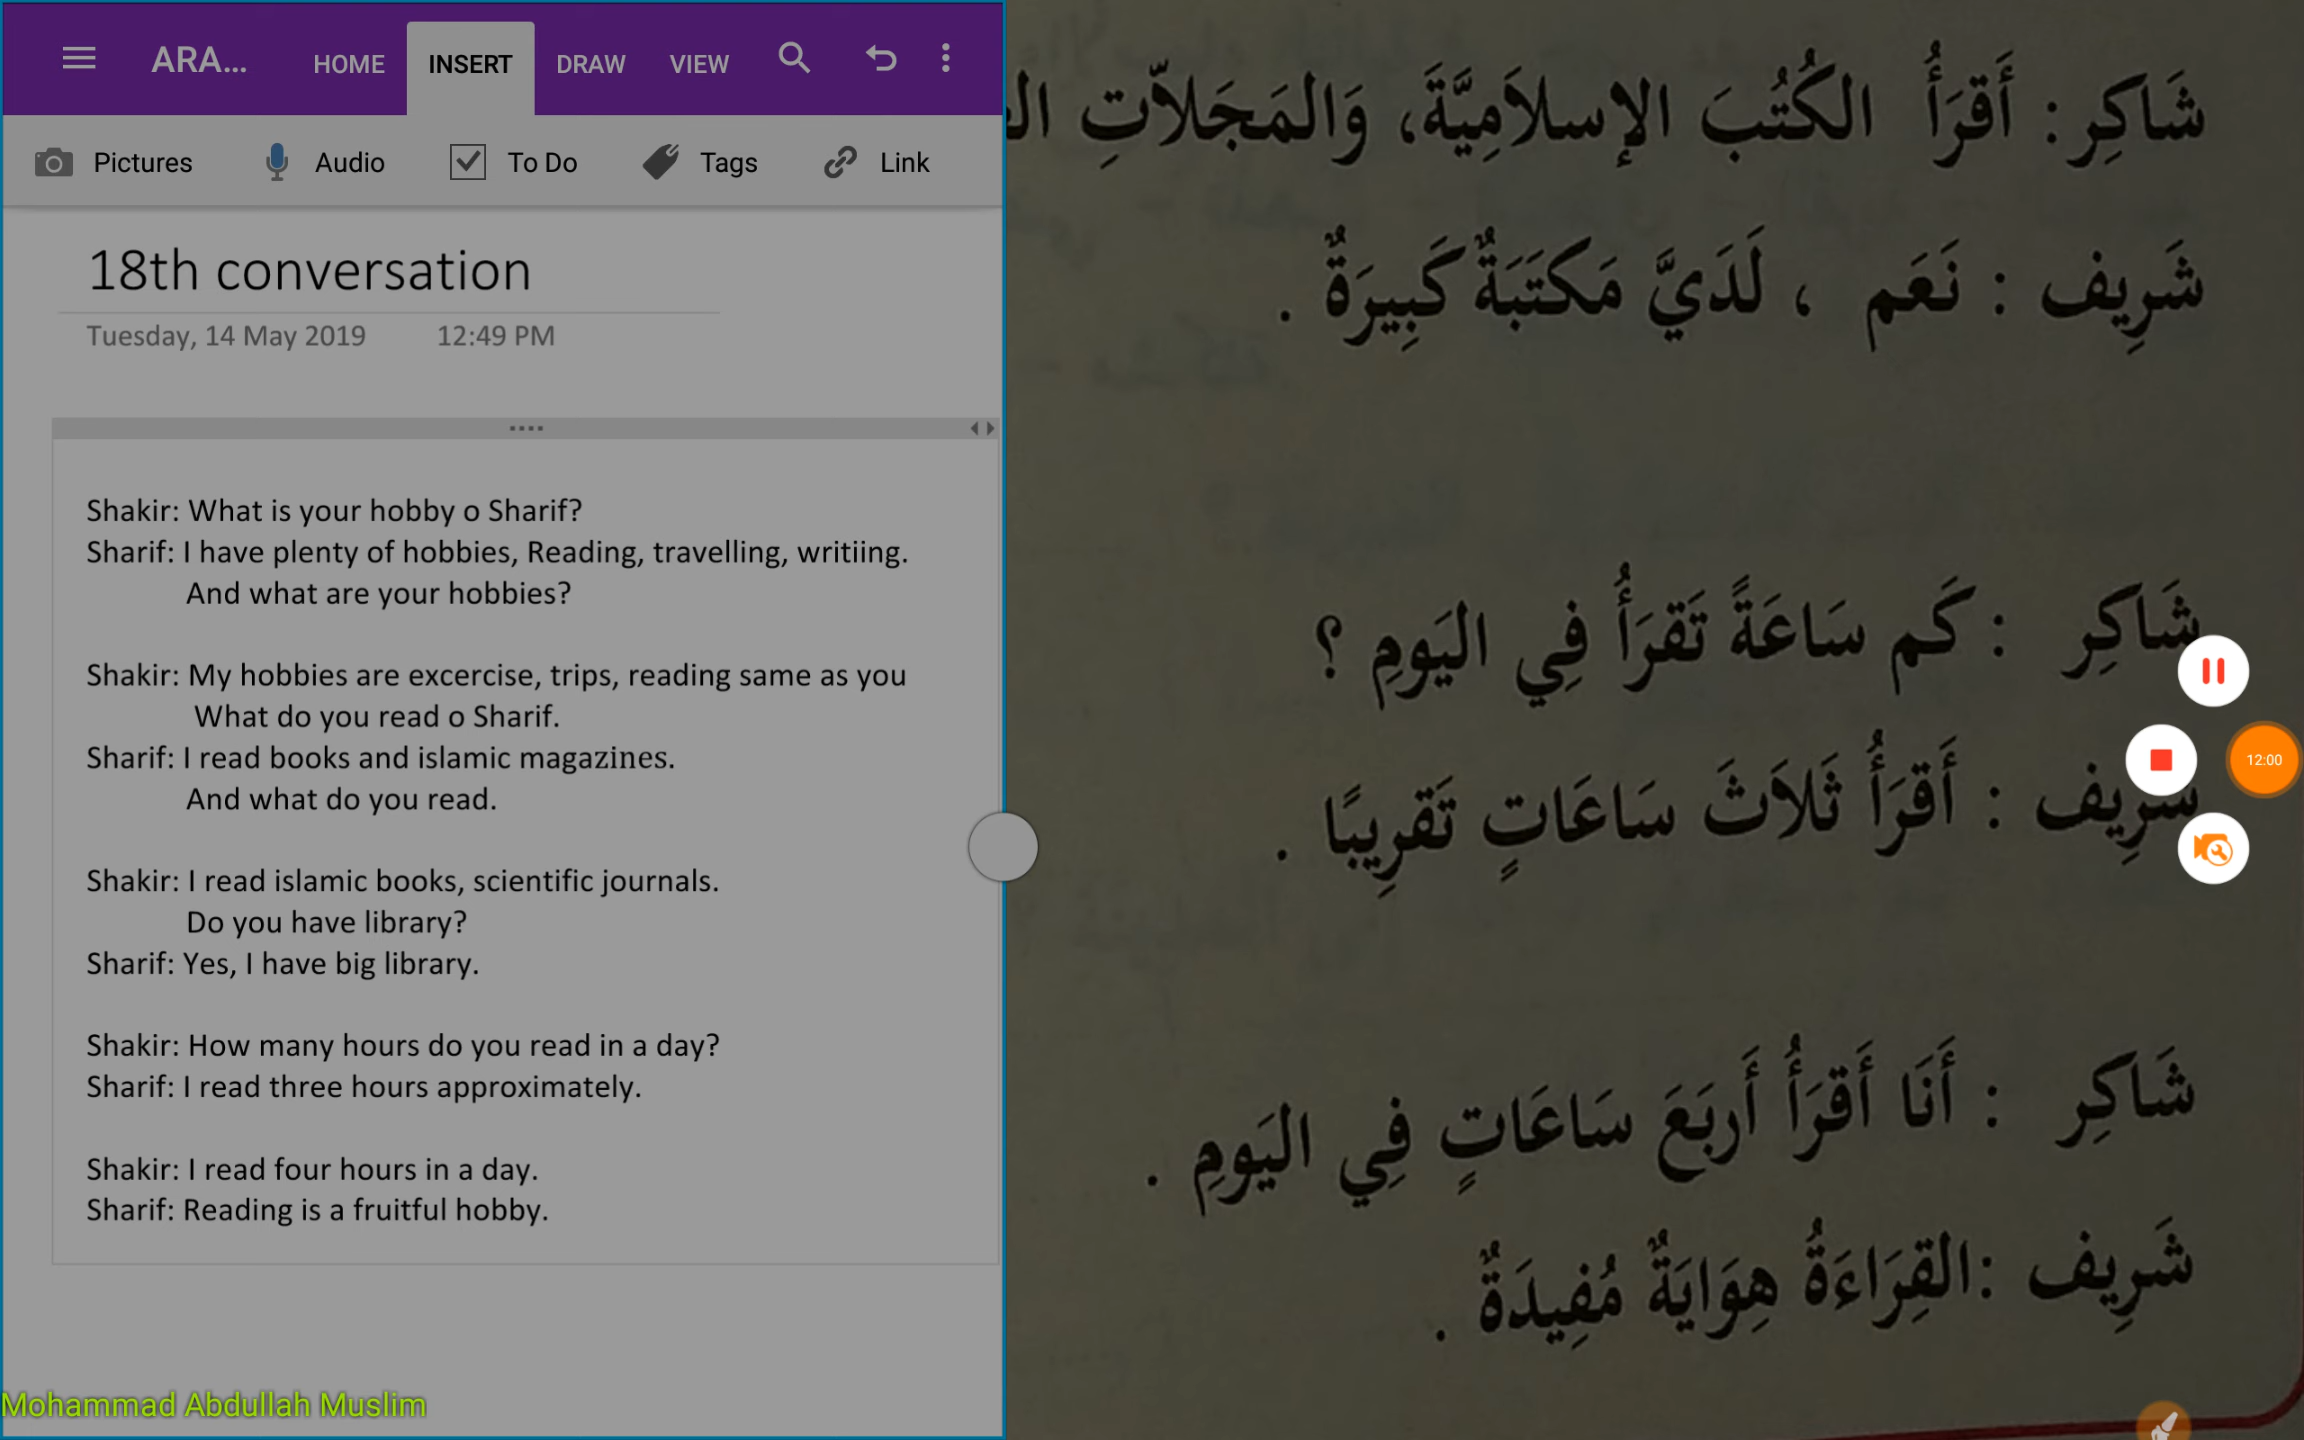 ARA...
HOME
INSERT
DRAW
VIEW
Pictures
Audio
To Do
Tags
Link
18th conversation
Tuesday, 14 May 2019 12:49 PM
Shakir: What is your hobby o Sharif?
Sharif: I have plenty of hobbies, Reading, travelling, writiing.
And what are your hobbies?
Shakir: My hobbies are excercise, trips, reading same as you
What do you read o Sharif.
Sharif: I read books and islamic magazines.
And what do you read.
Shakir: I read islamic books, scientific journals.
Do you have library?
Sharif: Yes, I have big library.
Shakir: How many hours do you read in a day?
Sharif: I read three hours approximately.
Shakir: I read four hours in a day.
Sharif: Reading is a fruitful hobby.
Mohammad Abdullah Muslim
شَاكِر : أَقرَأُ الكُتُبَ الإِسلاَمِيَّةَ، وَالمَجَلاّتِ
شَرِيف : نَعَم ، لَدَيَّ مَكتَبَةٌ كَبِيرَةٌ .
شَاكِر : كَم سَاعَةً تَقرَأُ فِي اليَومِ ؟
شَرِيف : أَقرَأُ ثَلاَثَ سَاعَاتٍ تَقرِيبًا .
شَاكِر : أَنَا أَقرَأُ أَربَعَ سَاعَاتٍ فِي اليَومِ .
شَرِيف : القِرَاءَةُ هِوَايَةٌ مُفِيدَةٌ .
12:00